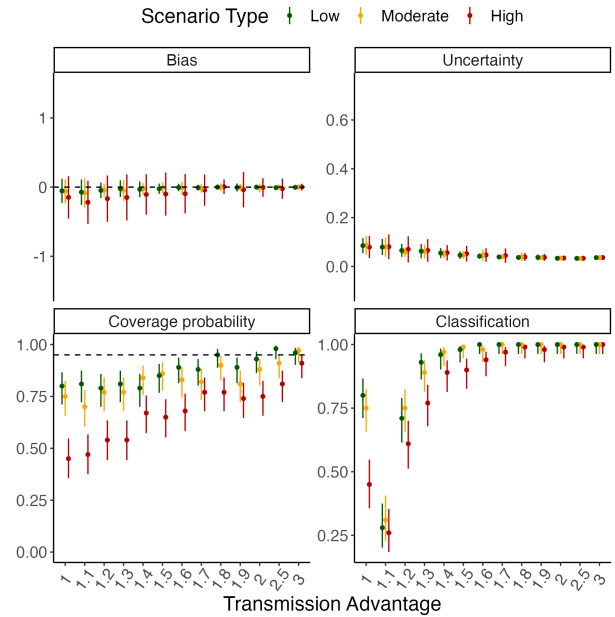 Scenario Type Low Moderate High
Bias Uncertainty
1
0
-1
0.6
0.4
0.2
0.0
Coverage probability Classification
1.00
0.75
0.50
0.25
0.00
1.00
0.75
0.50
0.25
1 1.1 1.2 1.3 1.4 1.5 1.6 1.7 1.8 1.9 2 2.5 3
1 1.1 1.2 1.3 1.4 1.5 1.6 1.7 1.8 1.9 2 2.5 3
Transmission Advantage